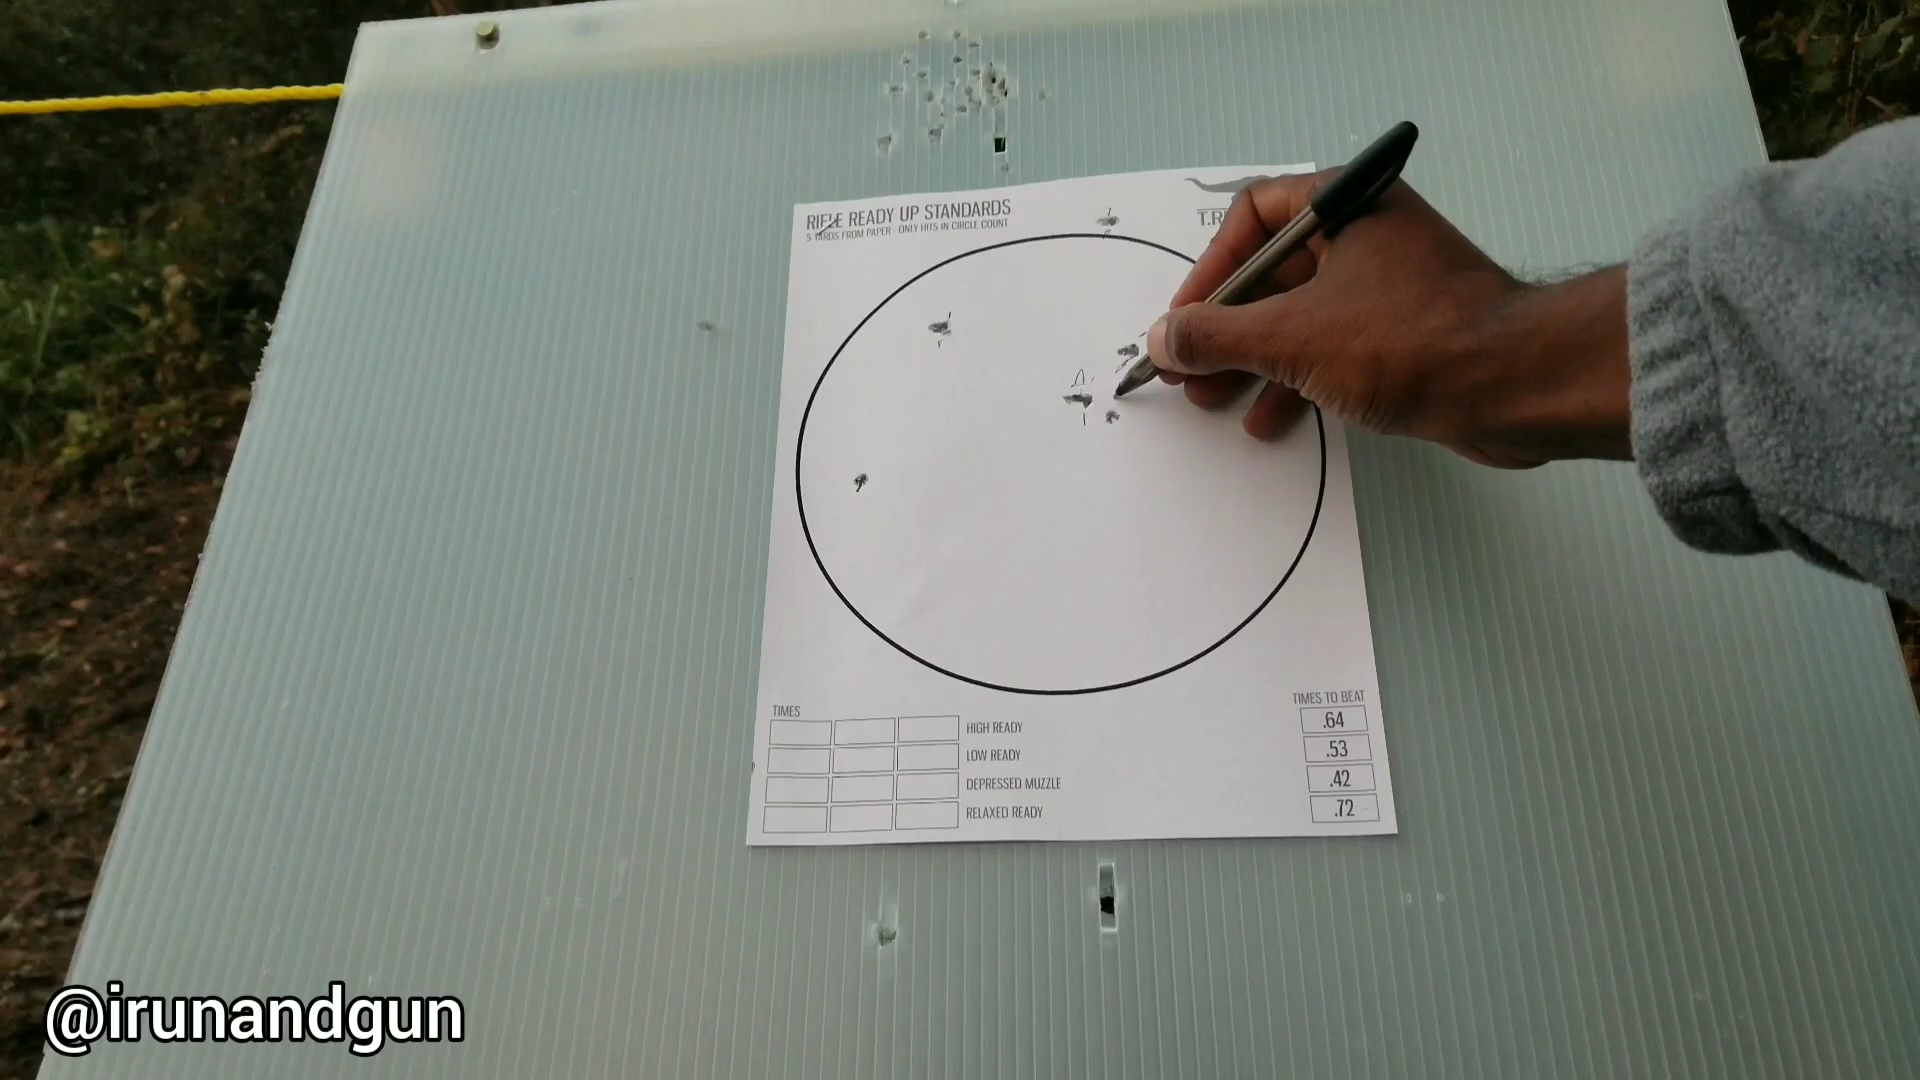 RIFLE READY UP STANDARDS
5 YARDS FROM PAPER - ONLY HITS IN CIRCLE COUNT
TIMES
HIGH READY
LOW READY
DEPRESSED MUZZLE
RELAXED READY
TIMES TO BEAT
.64
.53
.42
.72
@irunandgun